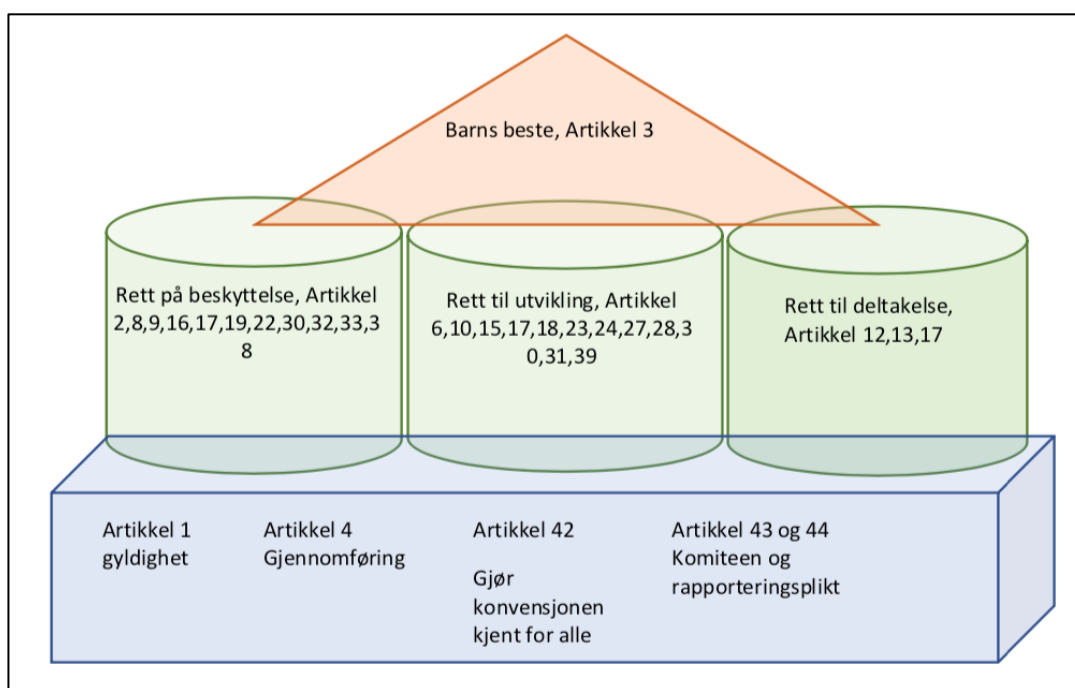 Barns beste, Artikkel 3
Rett på beskyttelse, Artikkel
2,8,9,16,17,19,22,30,32,33,3
8
Rett til utvikling, Artikkel
6,10,15,17,18,23,24,27,28,3
0,31,39
Rett til deltakelse,
Artikkel 12,13,17
Artikkel 1
gyldighet
Artikkel 4
Gjennomføring
Artikkel 42
Gjør
konvensjonen
kjent for alle
Artikkel 43 og 44
Komiteen og
rapporteringsplikt